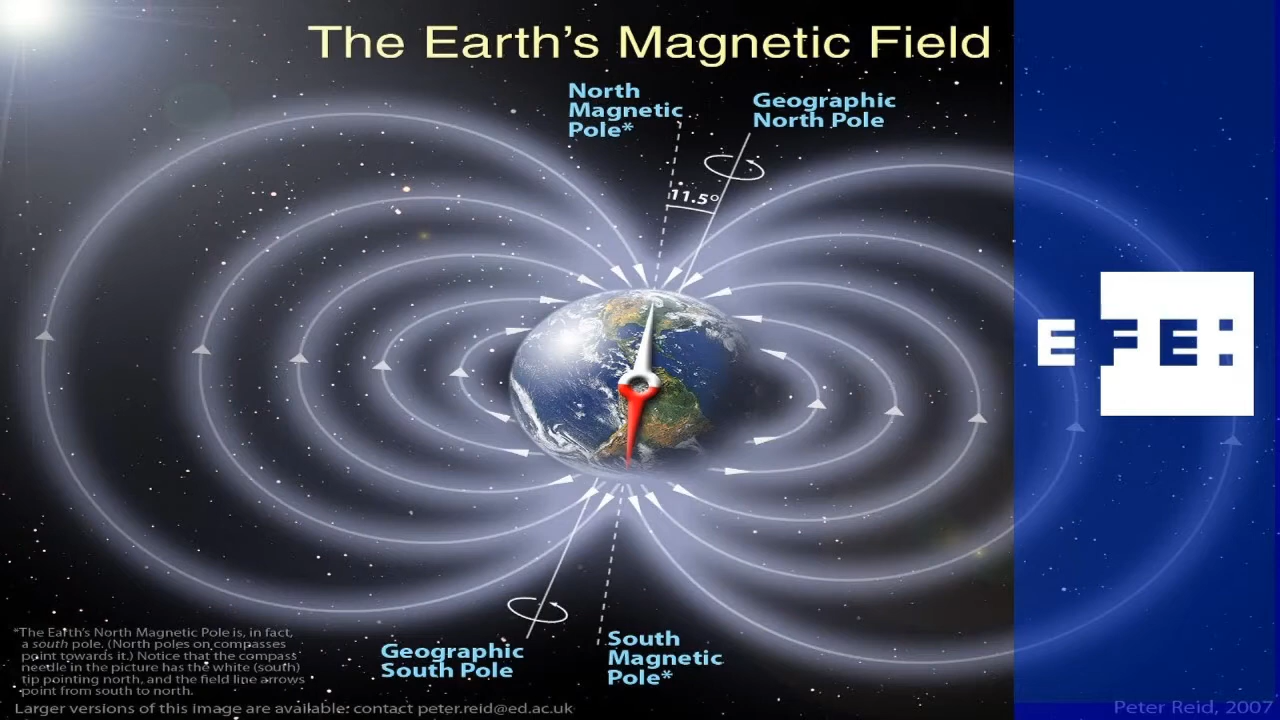 The Earth's Magnetic Field
North
Magnetic
Pole*
Geographic
North Pole
11.5°
EFE:
Geographic
South Pole
South
Magnetic
Pole*
*The Earth's North Magnetic Pole is, in fact,
a south pole. (North poles on compasses
point towards it.) Notice that the compass
needle in the picture has the white (south)
tip pointing north, and the field line arrows
point from south to north.
Larger versions of this image are available: contact peter.reid@ed.ac.uk
Peter Reid, 2007